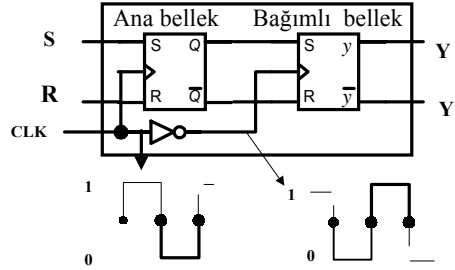 Ana bellek Bağımlı bellek
S S Q S y Y
R R Q R y Y
CLK
1 1
0 0